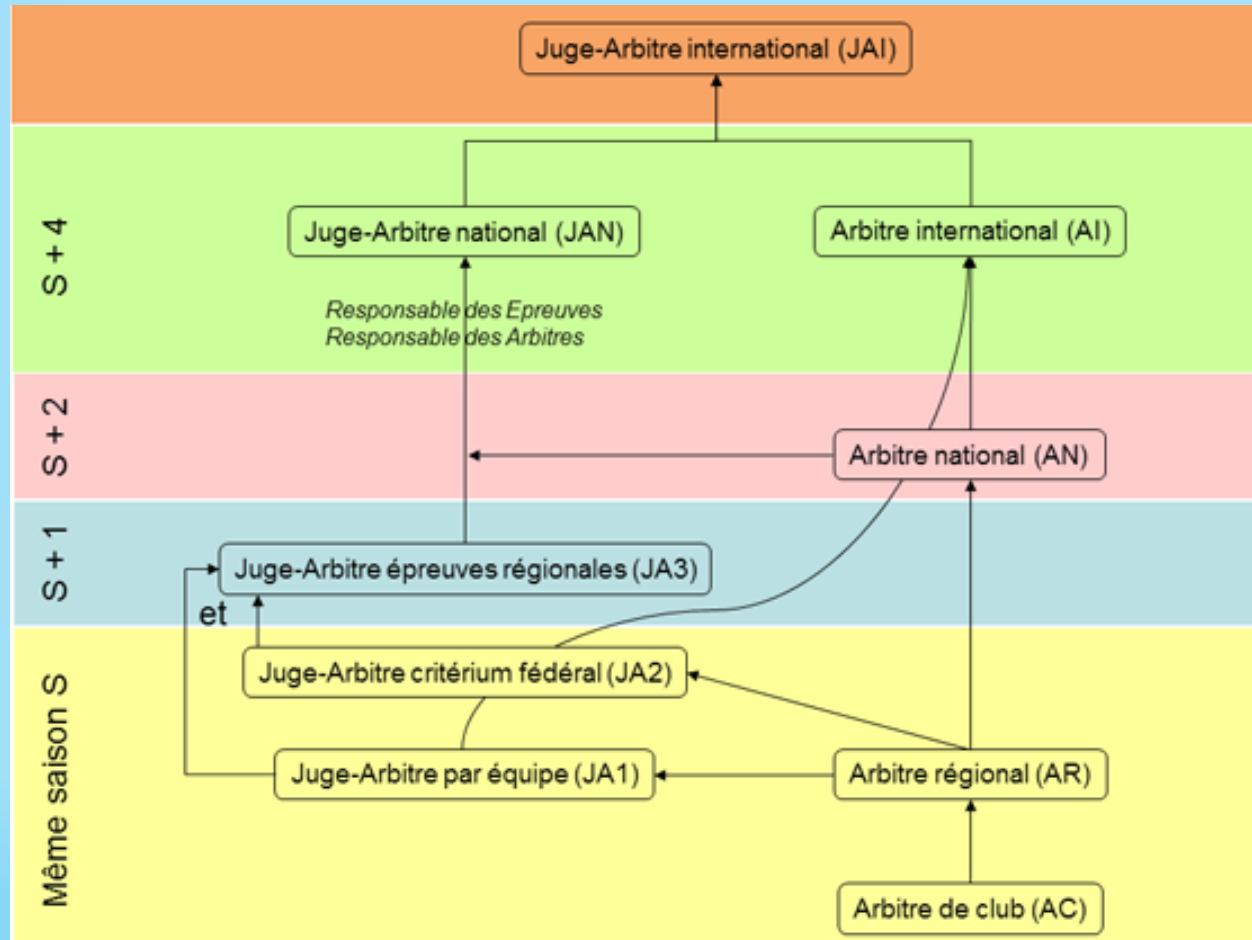 Juge-Arbitre international (JAI)
S + 4
Juge-Arbitre national (JAN)
Arbitre international (AI)
Responsable des Epreuves
Responsable des Arbitres
S + 2
Arbitre national (AN)
S + 1
Juge-Arbitre épreuves régionales (JA3)
et
Même saison S
Juge-Arbitre critérium fédéral (JA2)
Juge-Arbitre par équipe (JA1)
Arbitre régional (AR)
Arbitre de club (AC)